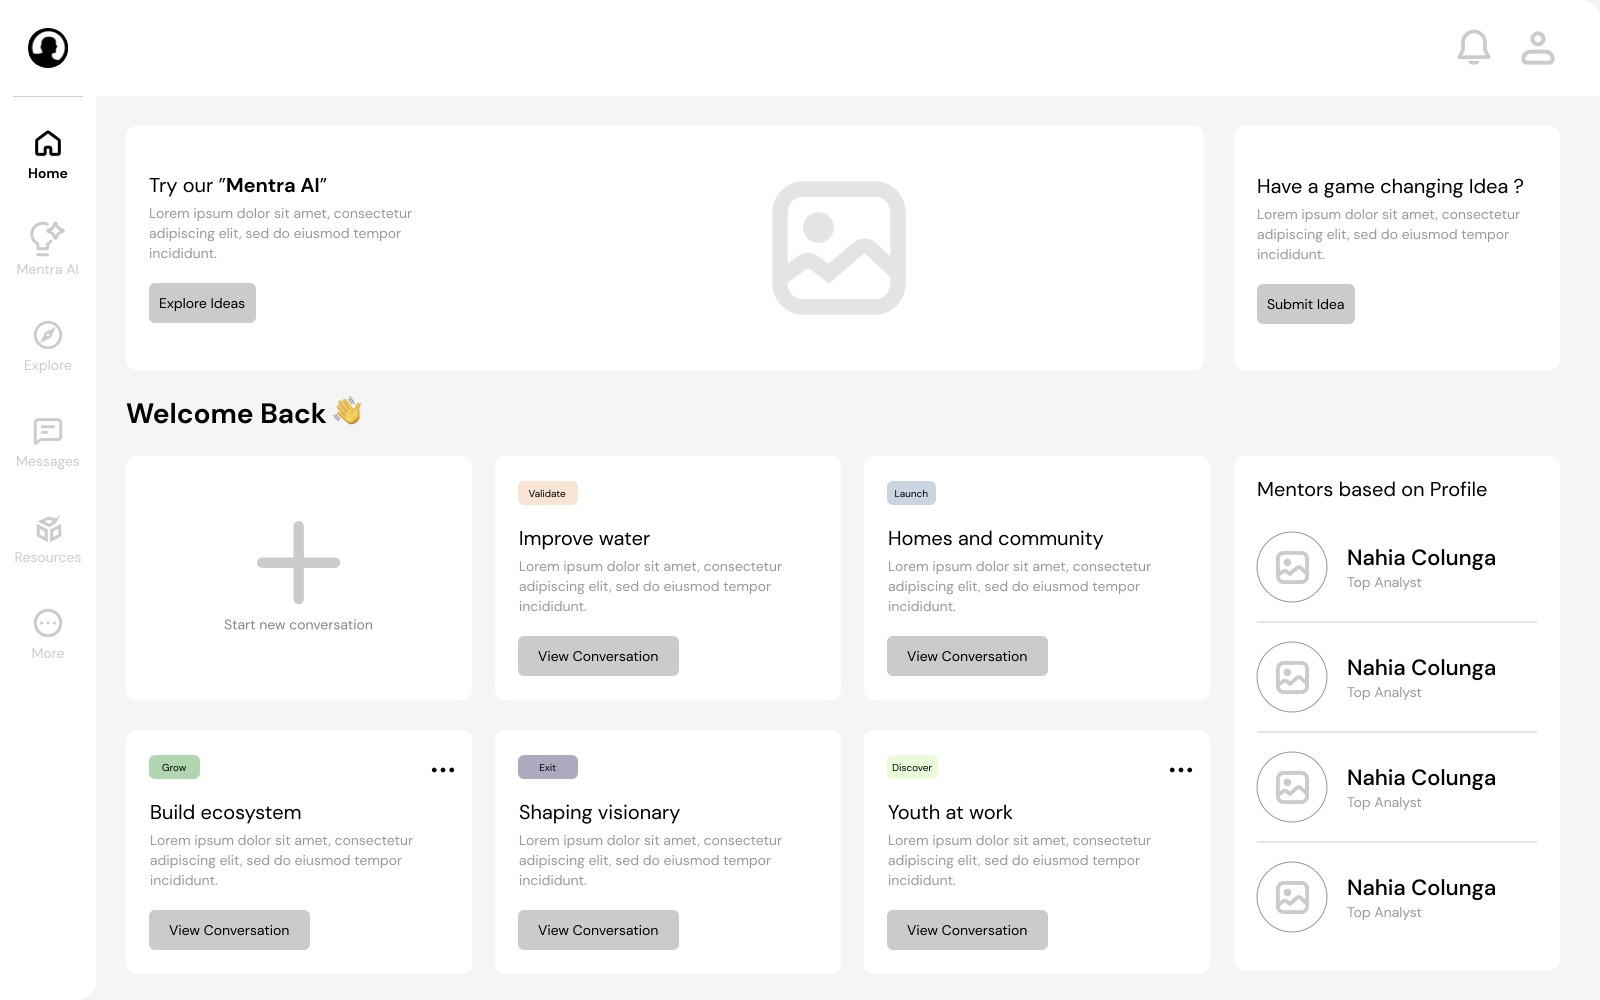 Home
Mentra AI
Explore
Messages
Resources
More
Try our ”Mentra AI”
Lorem ipsum dolor sit amet, consectetur
adipiscing elit, sed do eiusmod tempor
incididunt.
Explore Ideas
Have a game changing Idea ?
Lorem ipsum dolor sit amet, consectetur
adipiscing elit, sed do eiusmod tempor
incididunt.
Submit Idea
Welcome Back 👋
Start new conversation
Validate
Improve water
Lorem ipsum dolor sit amet, consectetur
adipiscing elit, sed do eiusmod tempor
incididunt.
View Conversation
Launch
Homes and community
Lorem ipsum dolor sit amet, consectetur
adipiscing elit, sed do eiusmod tempor
incididunt.
View Conversation
Grow
Build ecosystem
Lorem ipsum dolor sit amet, consectetur
adipiscing elit, sed do eiusmod tempor
incididunt.
View Conversation
Exit
Shaping visionary
Lorem ipsum dolor sit amet, consectetur
adipiscing elit, sed do eiusmod tempor
incididunt.
View Conversation
Discover
Youth at work
Lorem ipsum dolor sit amet, consectetur
adipiscing elit, sed do eiusmod tempor
incididunt.
View Conversation
Mentors based on Profile
Nahia Colunga
Top Analyst
Nahia Colunga
Top Analyst
Nahia Colunga
Top Analyst
Nahia Colunga
Top Analyst